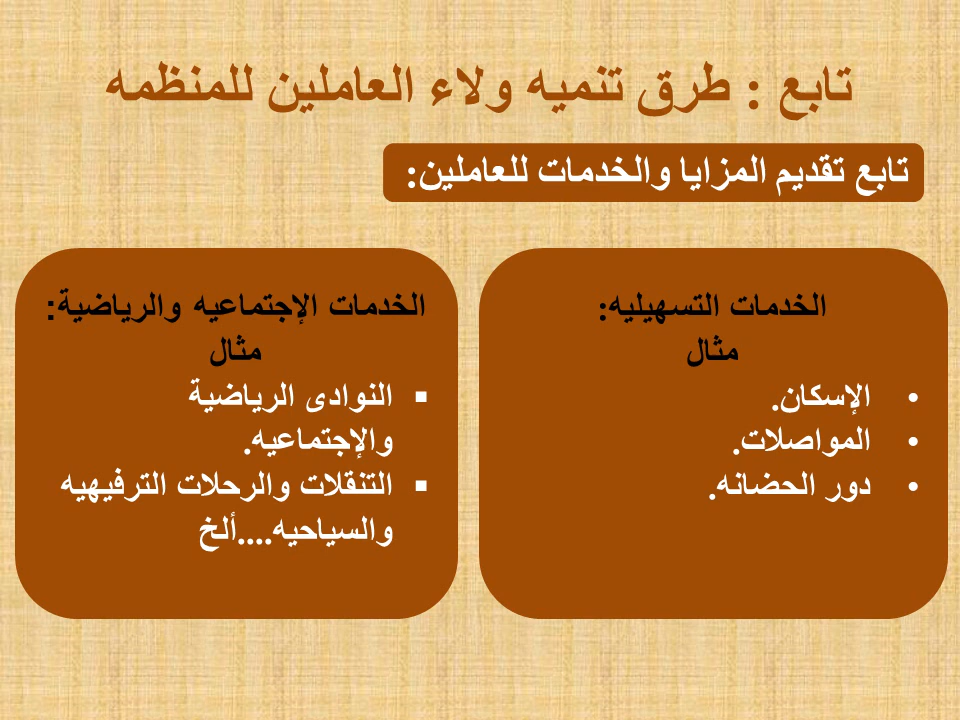 تابع : طرق تنميه ولاء العاملين للمنظمه
تابع تقديم المزايا والخدمات للعاملين:
الخدمات التسهيليه:
مثال
• الإسكان.
• المواصلات.
• دور الحضانه.
الخدمات الإجتماعيه والرياضية:
مثال
▪ النوادى الرياضية
والإجتماعيه.
▪ التنقلات والرحلات الترفيهيه
والسياحيه....ألخ